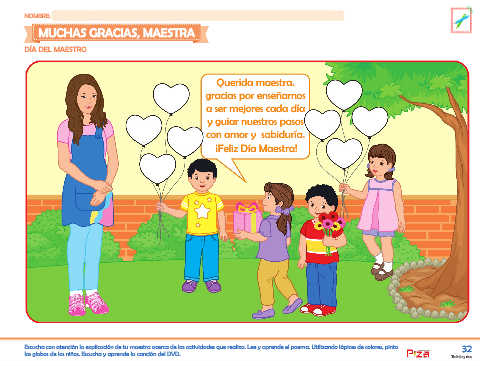 NOMBRE:
MUCHAS GRACIAS, MAESTRA
DÍA DEL MAESTRO
Querida maestra,
gracias por enseñarnos
a ser mejores cada día
y guiar nuestros pasos
con amor y sabiduría.
¡Feliz Día Maestra!
Escucha con atención la explicación de tu maestra acerca de las actividades que realiza. Lee y aprende el poema. Utilizando lápices de colores, pinta
los globos de los niños. Escucha y aprende la canción del DVD.
32